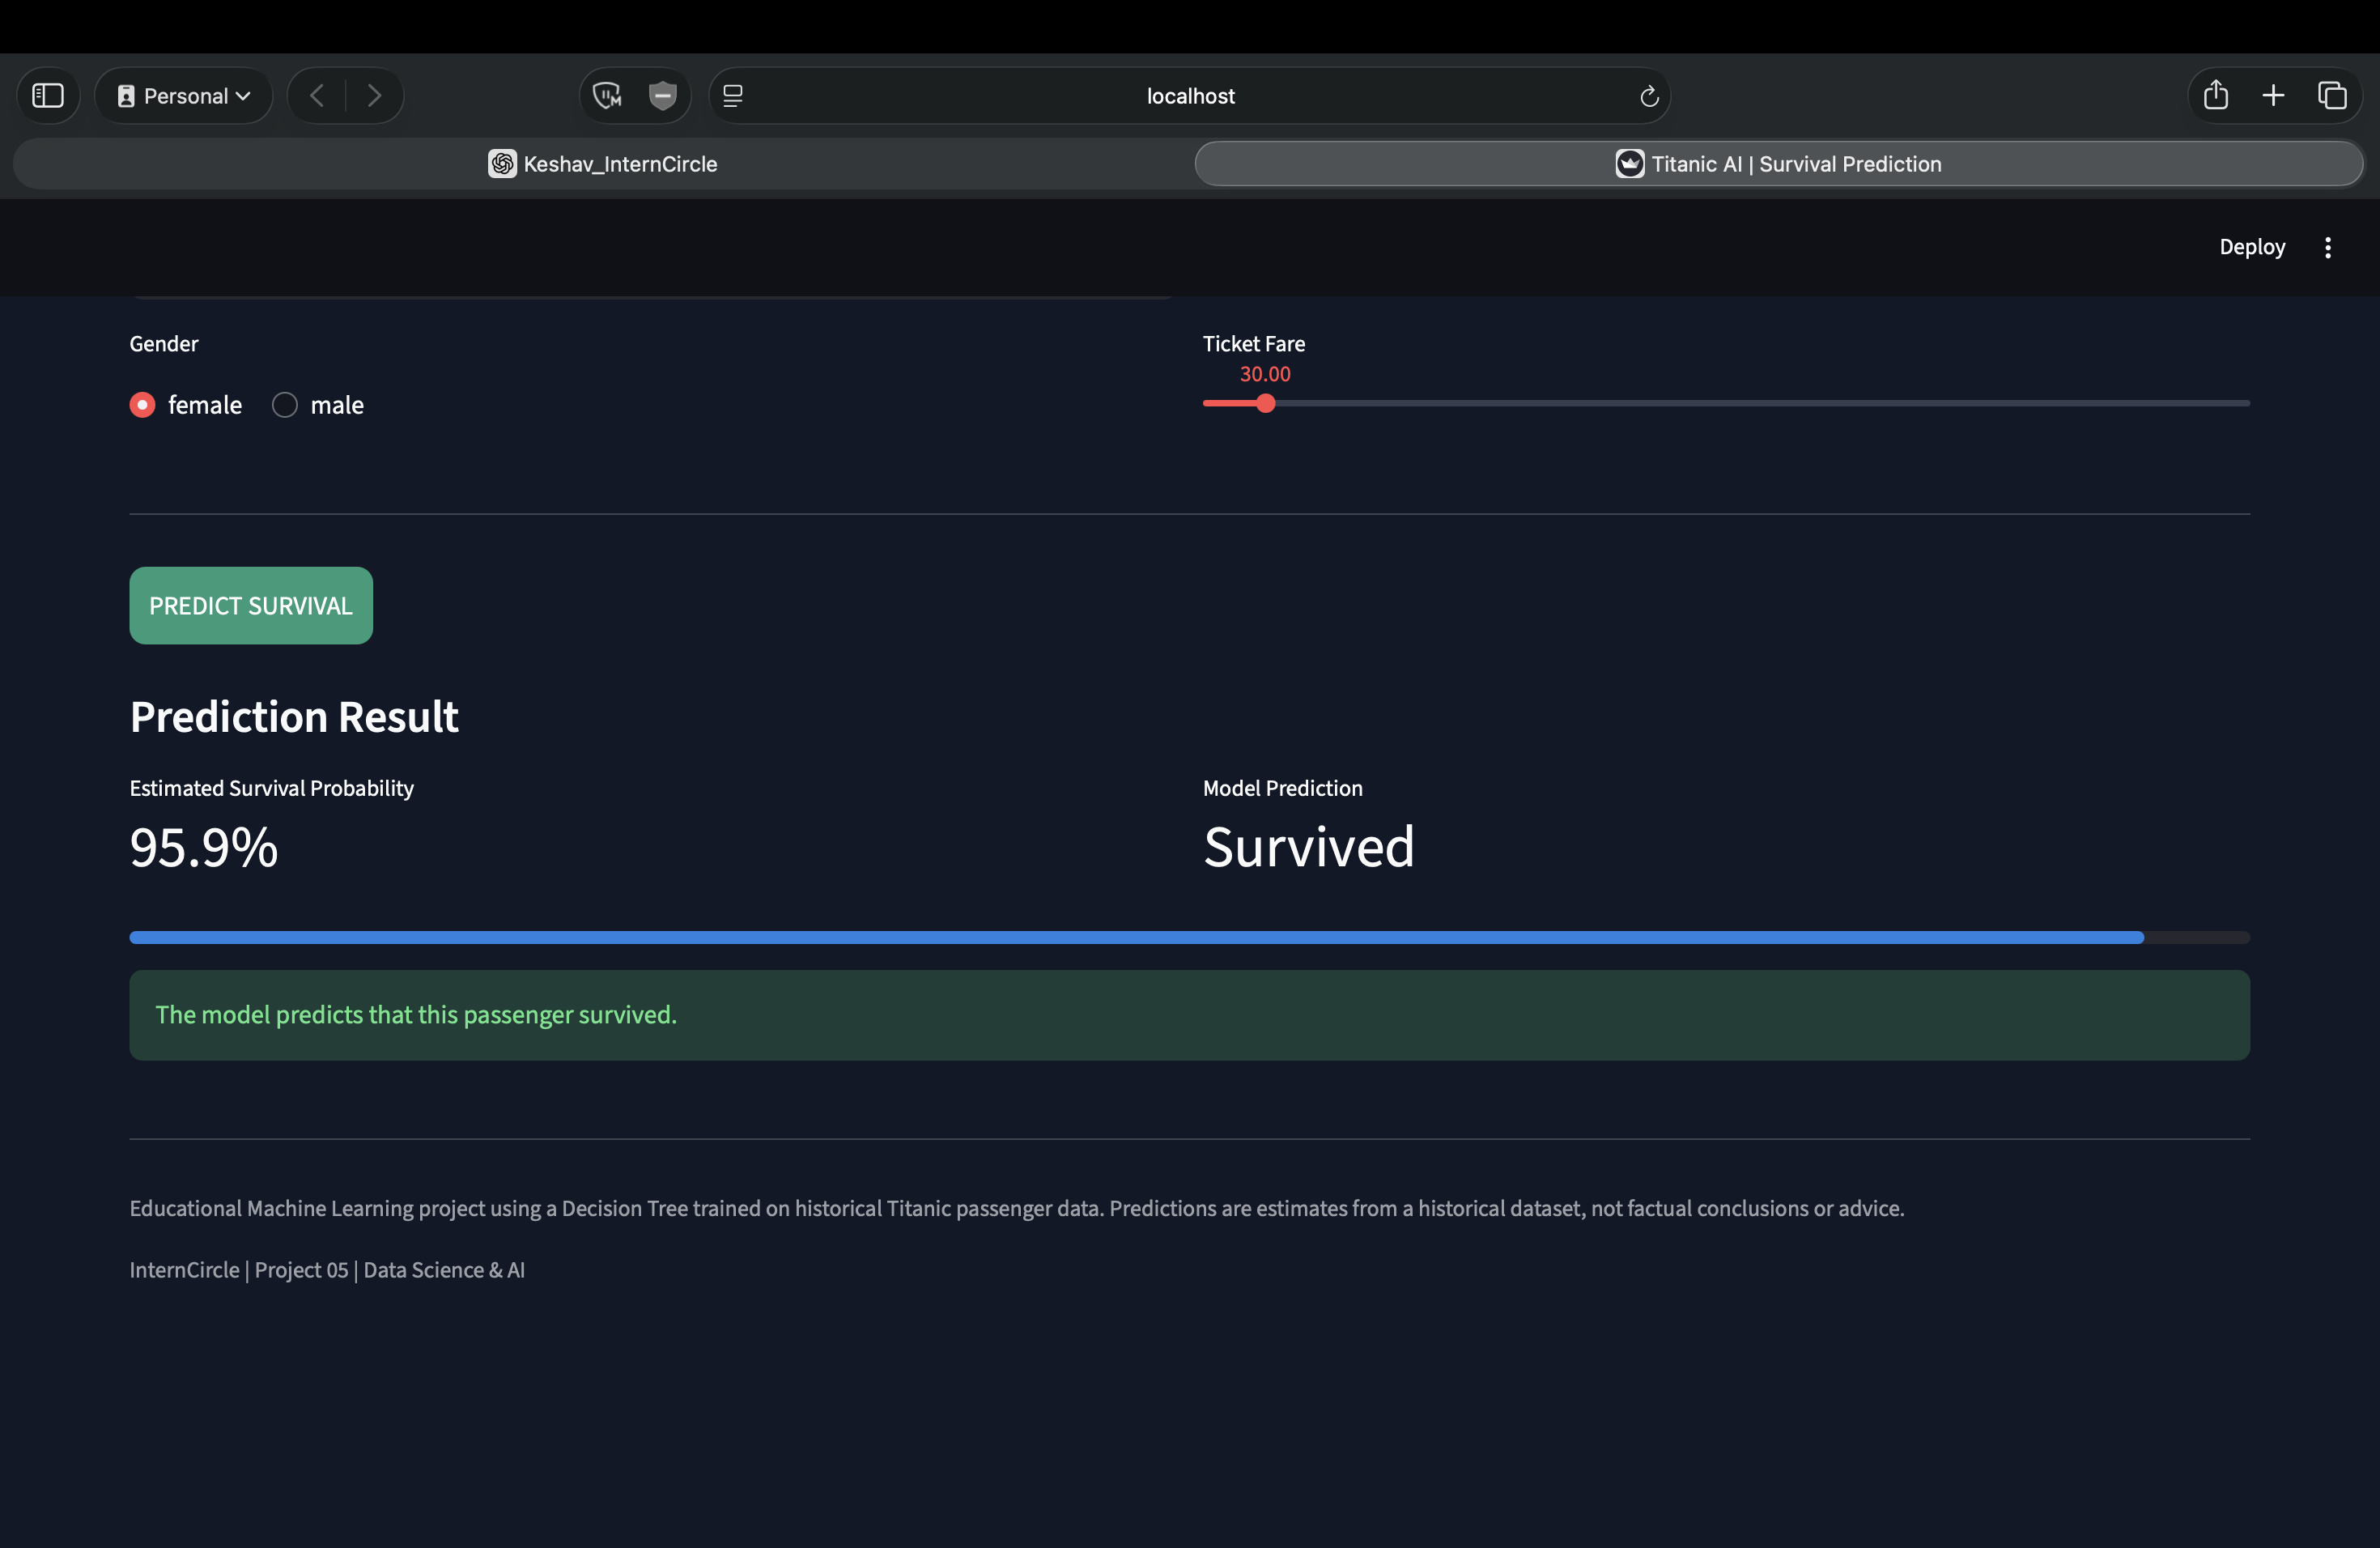 Personal
localhost
Keshav_InternCircle
Titanic AI | Survival Prediction
Deploy
Gender
female
male
Ticket Fare
30.00
PREDICT SURVIVAL
Prediction Result
Estimated Survival Probability
95.9%
Model Prediction
Survived
The model predicts that this passenger survived.
Educational Machine Learning project using a Decision Tree trained on historical Titanic passenger data. Predictions are estimates from a historical dataset, not factual conclusions or advice.
InternCircle | Project 05 | Data Science & AI